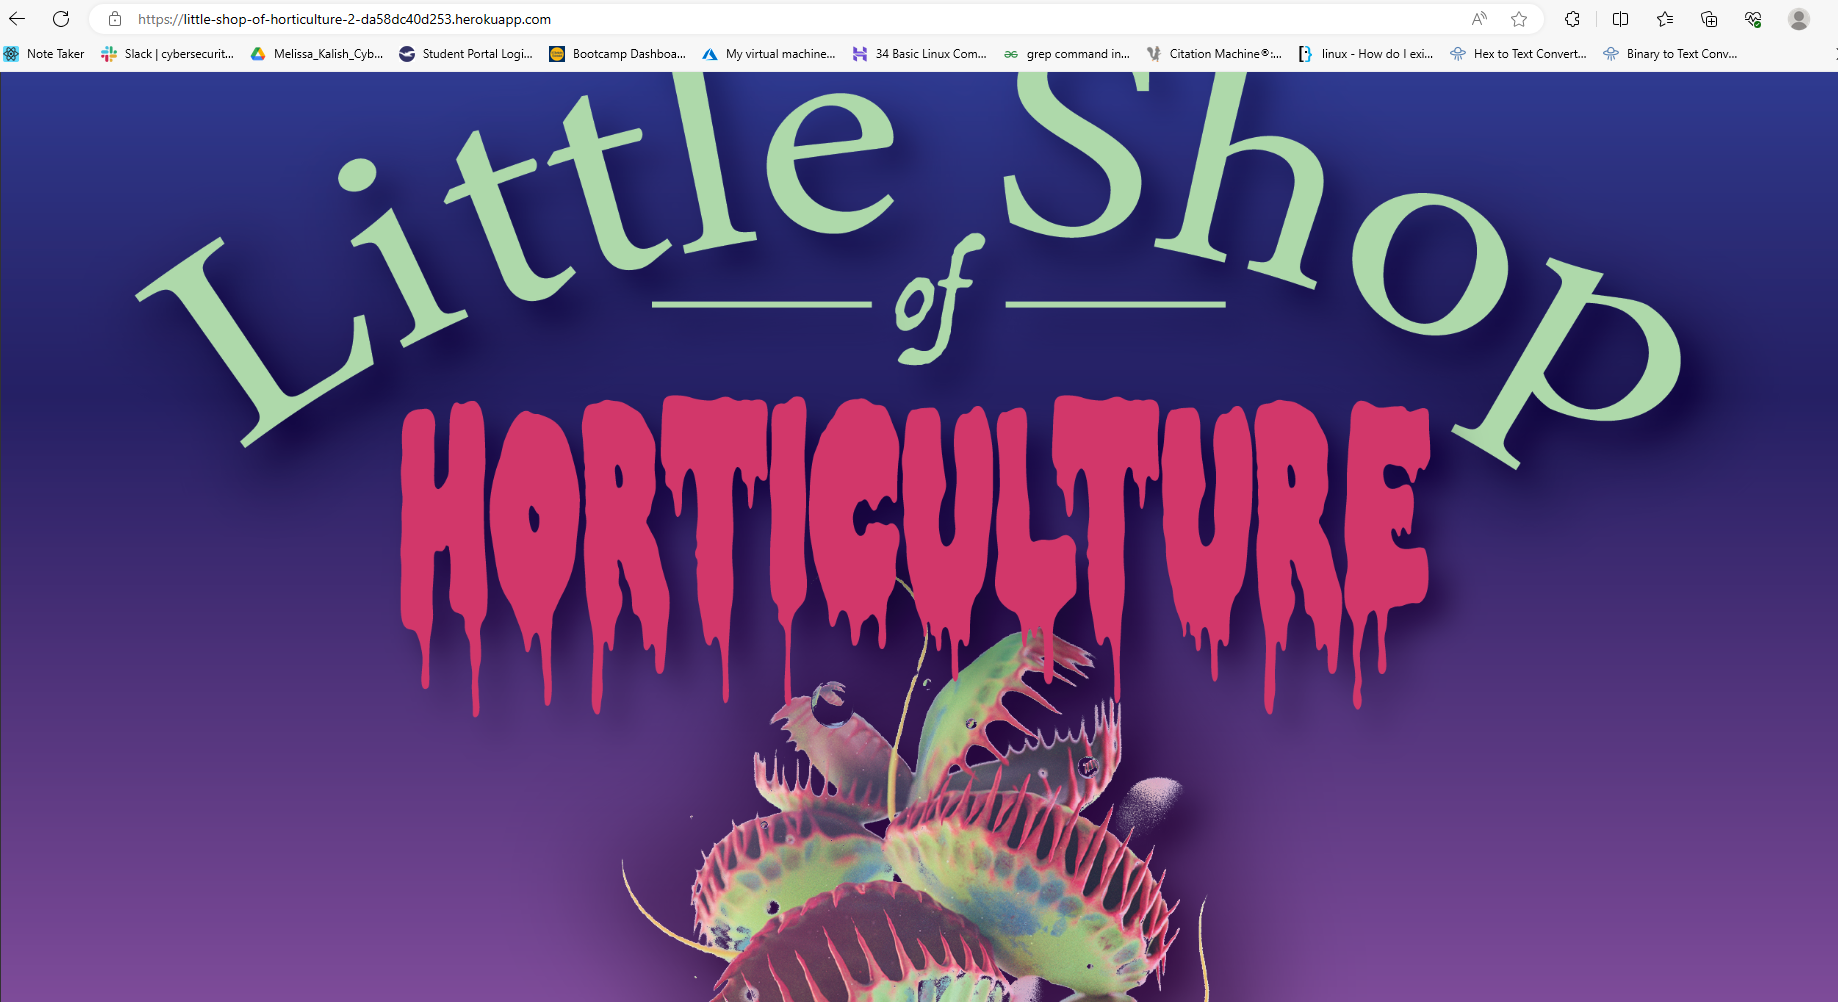 https://little-shop-of-horticulture-2-da58dc40d253.herokuapp.com
Note Taker Slack | cybersecurit... Melissa_Kalish_Cyb... Student Portal Logi... Bootcamp Dashboa... My virtual machine... 34 Basic Linux Com... grep command in... Citation Machine®:... linux - How do I exi... Hex to Text Convert... Binary to Text Conv...
Little Shop
of
HORTICULTURE